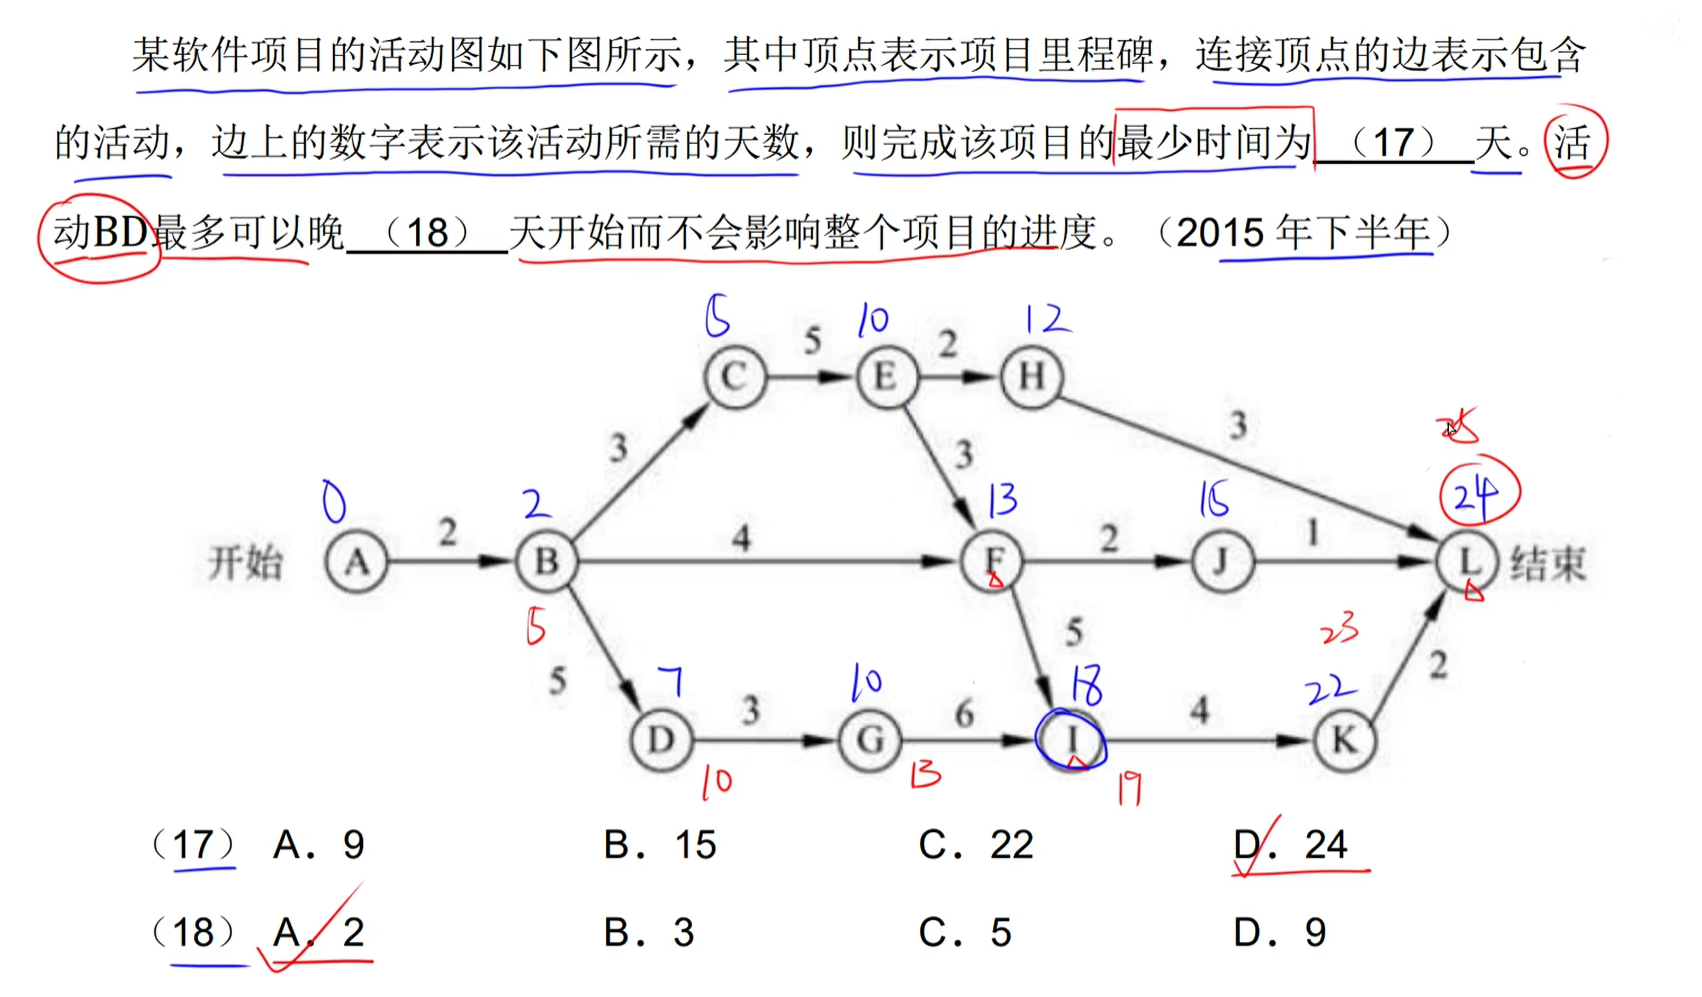 某软件项目的活动图如下图所示，其中顶点表示项目里程碑，连接顶点的边表示包含
的活动，边上的数字表示该活动所需的天数，则完成该项目的最少时间为 （17） 天。活
动BD最多可以晚 （18） 天开始而不会影响整个项目的进度。（2015 年下半年）
5 10 12
C 5 E 2 H
3 3 3
25
0 2 13 15 24
开始 A 2 B 4 F 2 J 1 L 结束
5 5 23
5 7 10 18 22 2
D 3 G 6 I 4 K
10 13 19
（17） A. 9 B. 15 C. 22 D. 24
（18） A. 2 B. 3 C. 5 D. 9